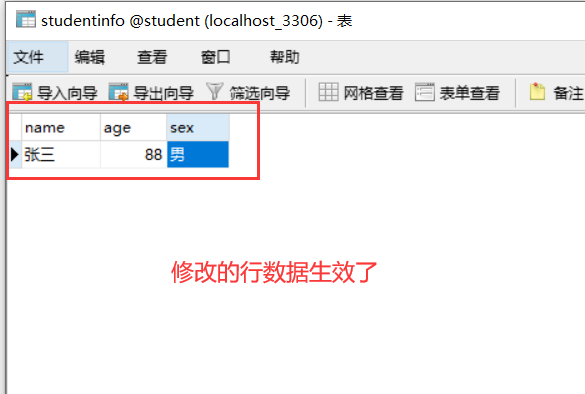 studentinfo @student (localhost_3306) - 表
文件 编辑 查看 窗口 帮助
导入向导 导出向导 筛选向导 网格查看 表单查看 备注
name age sex
张三 88 男
修改的行数据生效了